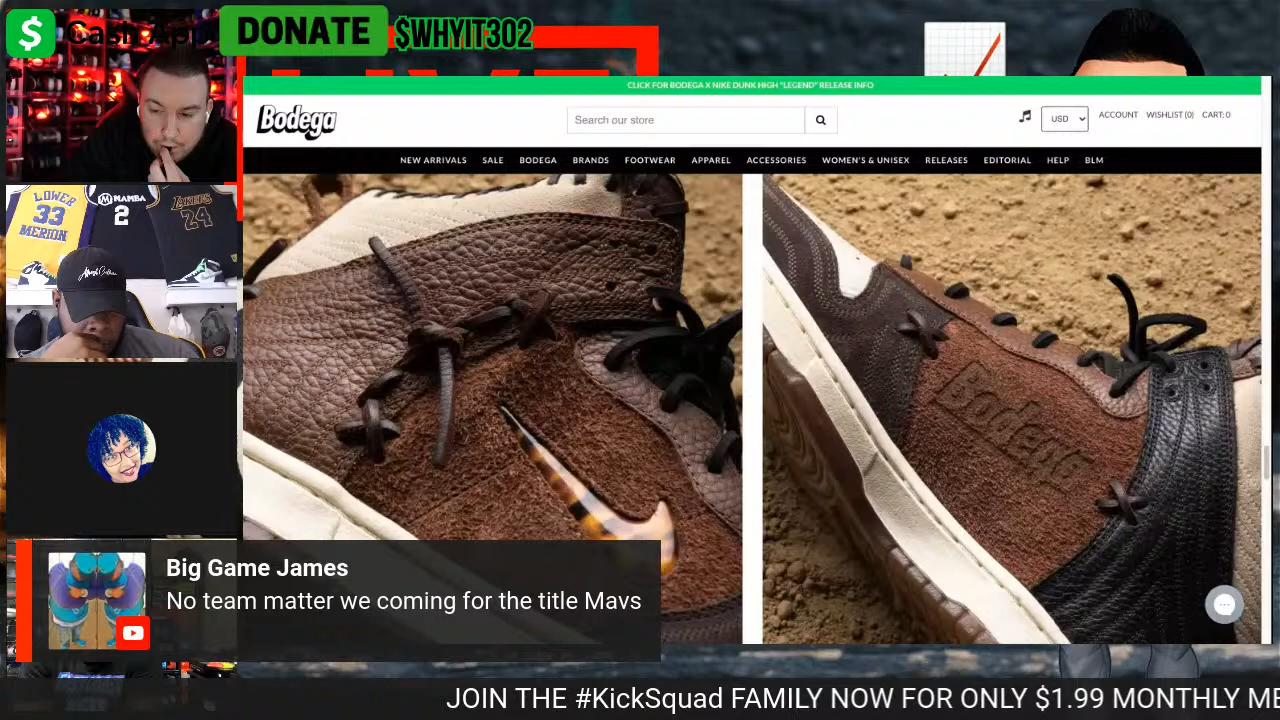 Cash App
DONATE
$WHYIT302
CLICK FOR BODEGA X NIKE DUNK HIGH "LEGEND" RELEASE INFO
Bodega
Search our store
USD
ACCOUNT
WISHLIST (0)
CART: 0
NEW ARRIVALS
SALE
BODEGA
BRANDS
FOOTWEAR
APPAREL
ACCESSORIES
WOMEN'S & UNISEX
RELEASES
EDITORIAL
HELP
BLM
LOWER
33
MERION
MAMBA
2
LAKERS
24
Bodega
Big Game James
No team matter we coming for the title Mavs
JOIN THE #KickSquad FAMILY NOW FOR ONLY $1.99 MONTHLY ME